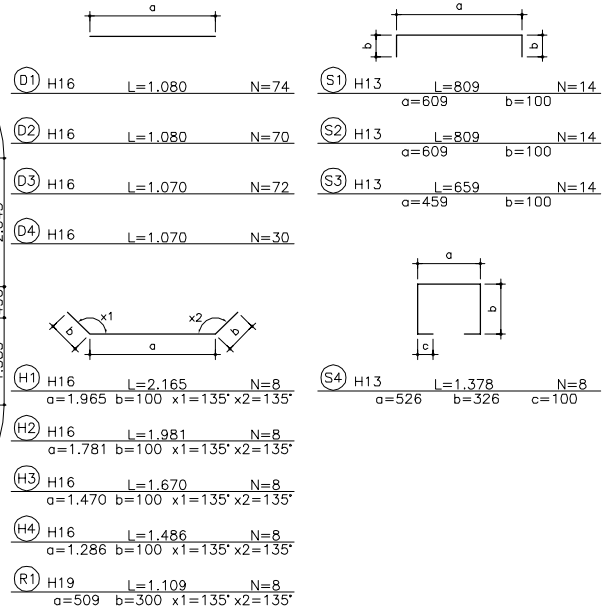 a
D1 H16 L=1.080 N=74
D2 H16 L=1.080 N=70
D3 H16 L=1.070 N=72
D4 H16 L=1.070 N=30
x1 x2
b b
a
H1 H16 L=2.165 N=8
a=1.965 b=100 x1=135° x2=135°
H2 H16 L=1.981 N=8
a=1.781 b=100 x1=135° x2=135°
H3 H16 L=1.670 N=8
a=1.470 b=100 x1=135° x2=135°
H4 H16 L=1.486 N=8
a=1.286 b=100 x1=135° x2=135°
R1 H19 L=1.109 N=8
a=509 b=300 x1=135° x2=135°
a
b b
S1 H13 L=809 N=14
a=609 b=100
S2 H13 L=809 N=14
a=609 b=100
S3 H13 L=659 N=14
a=459 b=100
a
b
c
S4 H13 L=1.378 N=8
a=526 b=326 c=100